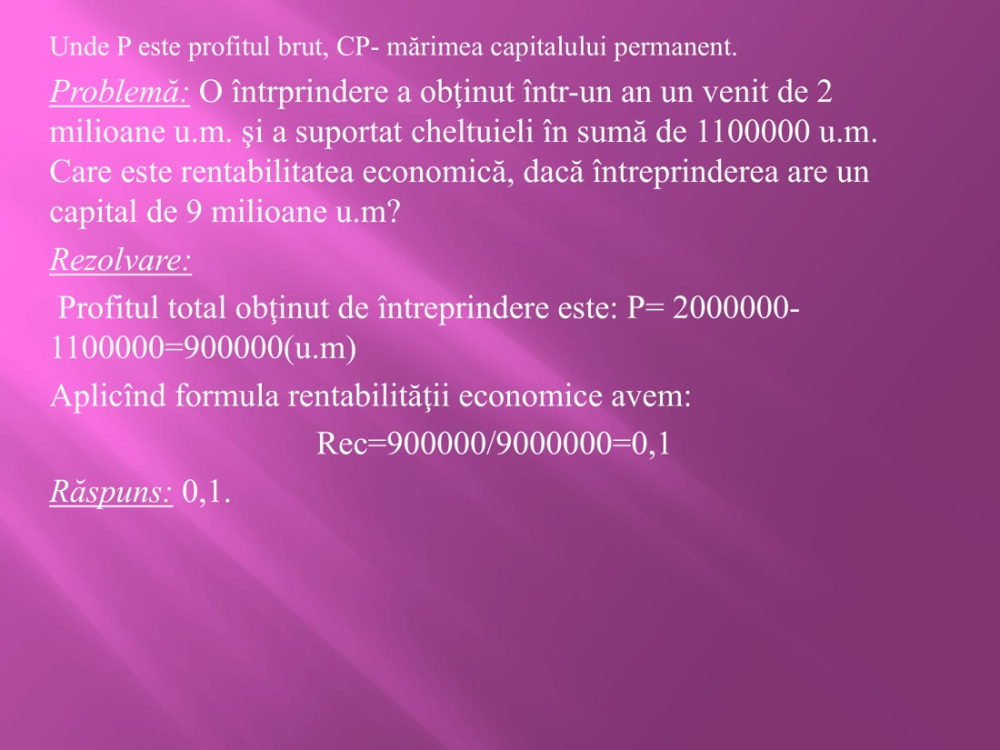 Unde P este profitul brut, CP- mărimea capitalului permanent.
Problemă: O întrprindere a obţinut într-un an un venit de 2
milioane u.m. şi a suportat cheltuieli în sumă de 1100000 u.m.
Care este rentabilitatea economică, dacă întreprinderea are un
capital de 9 milioane u.m?
Rezolvare:
Profitul total obţinut de întreprindere este: P= 2000000-
1100000=900000(u.m)
Aplicînd formula rentabilităţii economice avem:
Rec=900000/9000000=0,1
Răspuns: 0,1.